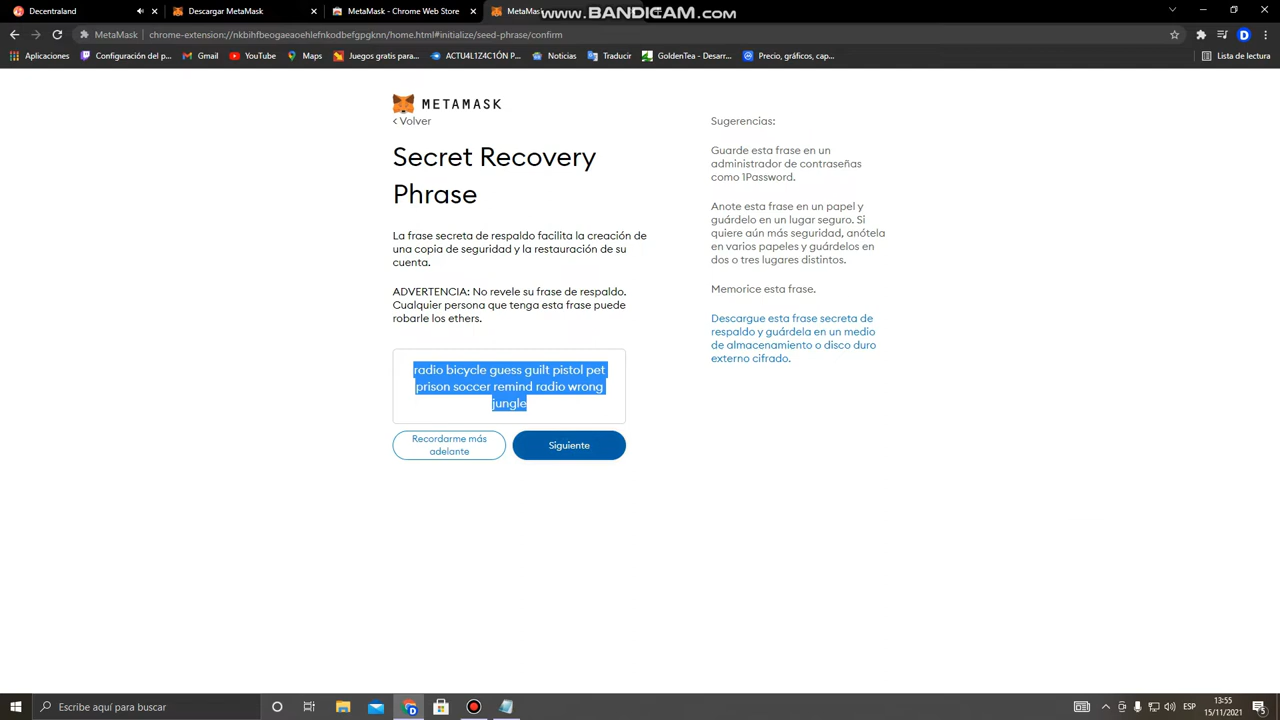 www.BANDICAM.com
Decentraland
Descargar MetaMask
MetaMask - Chrome Web Store
MetaMask
MetaMask | chrome-extension://nkbihfbeogaeaoehlefnkodbefgpgknn/home.html#initialize/seed-phrase/confirm
Aplicaciones
Configuración del p...
Gmail
YouTube
Maps
Juegos gratis para...
ACTU4L1Z4C1ÓN P...
Noticias
Traducir
GoldenTea - Desarr...
Precio, gráficos, cap...
Lista de lectura
METAMASK
< Volver
Secret Recovery
Phrase
La frase secreta de respaldo facilita la creación de
una copia de seguridad y la restauración de su
cuenta.
ADVERTENCIA: No revele su frase de respaldo.
Cualquier persona que tenga esta frase puede
robarle los ethers.
radio bicycle guess guilt pistol pet
prison soccer remind radio wrong
jungle
Recordarme más
adelante
Siguiente
Sugerencias:
Guarde esta frase en un
administrador de contraseñas
como 1Password.
Anote esta frase en un papel y
guárdelo en un lugar seguro. Si
quiere aún más seguridad, anótela
en varios papeles y guárdelos en
dos o tres lugares distintos.
Memorice esta frase.
Descargue esta frase secreta de
respaldo y guárdela en un medio
de almacenamiento o disco duro
externo cifrado.
Escribe aquí para buscar
ESP
13:55
15/11/2021